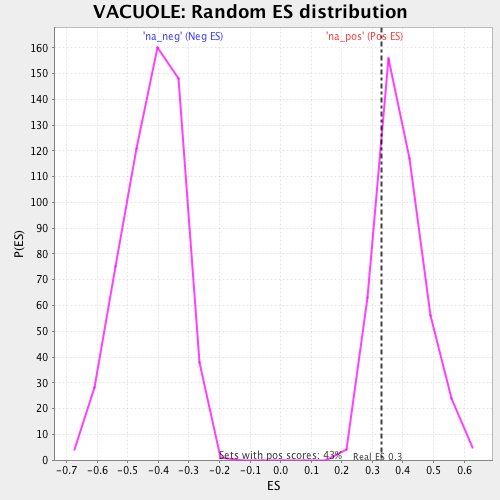 VACUOLE: Random ES distribution
'na_neg' (Neg ES) 'na_pos' (Pos ES)
160
150
140
130
120
110
100
90
80
70
60
50
40
30
20
10
0
P(ES)
Sets with pos scores: 43% Real ES 0.3
-0.7 -0.6 -0.5 -0.4 -0.3 -0.2 -0.1 0.0 0.1 0.2 0.3 0.4 0.5 0.6
ES